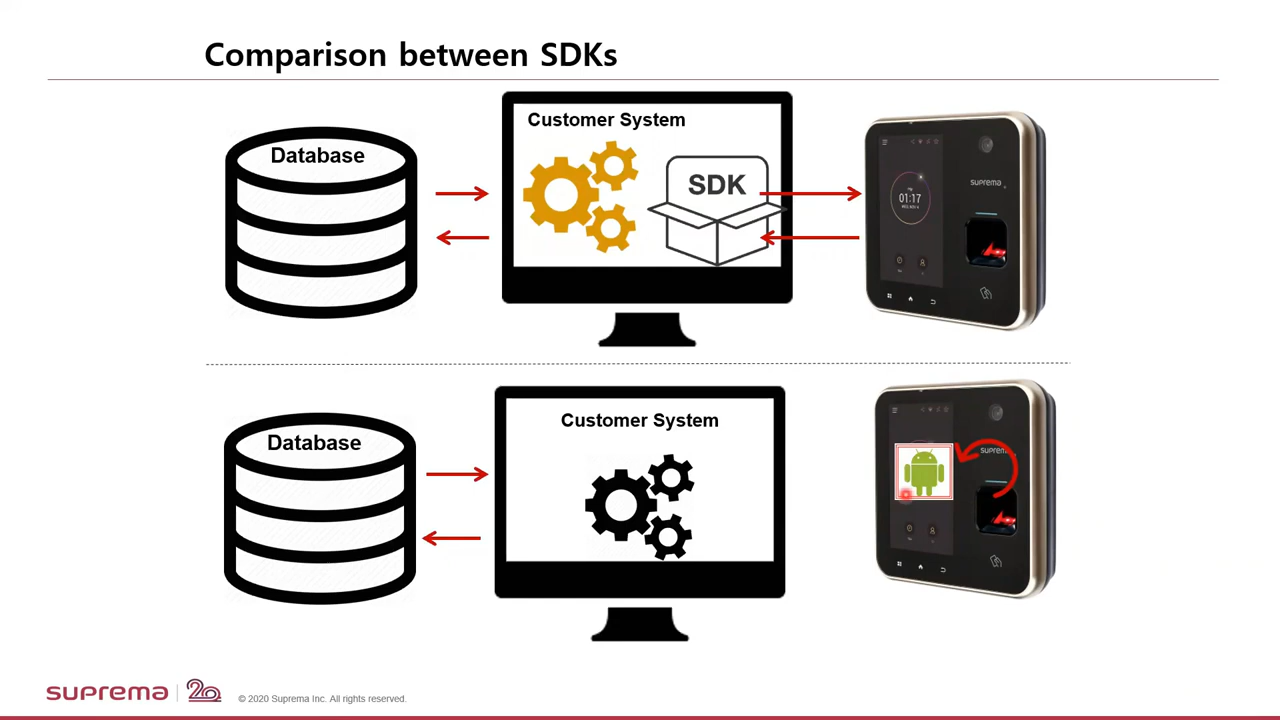 Comparison between SDKs
Database
Customer System
SDK
suprema
01:17
Database
Customer System
suprema
suprema 20
© 2020 Suprema Inc. All rights reserved.